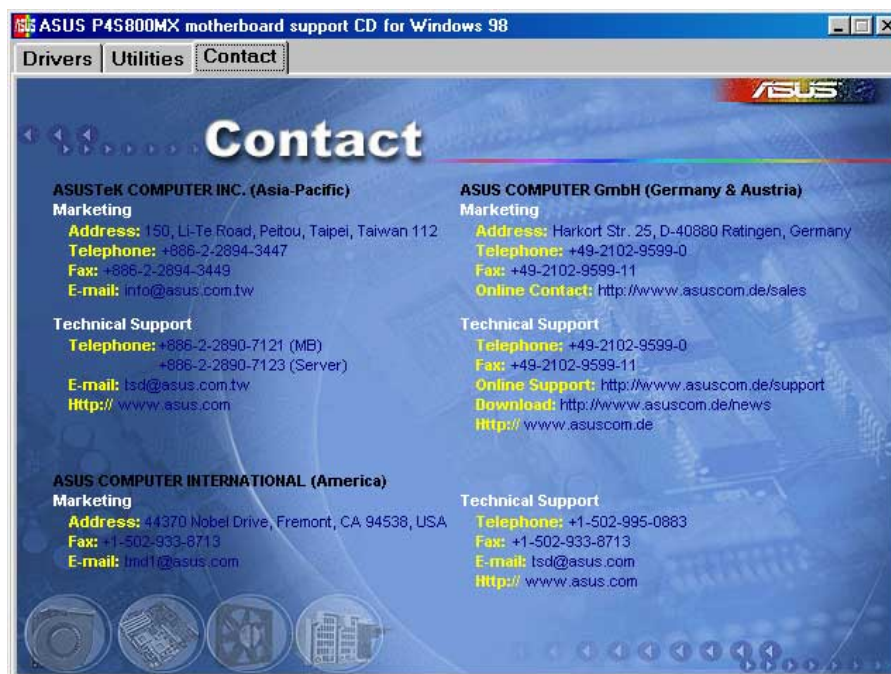 ASUS P4S800MX motherboard support CD for Windows 98
Drivers Utilities Contact
ASUS
Contact
ASUSTeK COMPUTER INC. (Asia-Pacific)
Marketing
Address: 150, Li-Te Road, Peitou, Taipei, Taiwan 112
Telephone: +886-2-2894-3447
Fax: +886-2-2894-3449
E-mail: info@asus.com.tw
Technical Support
Telephone: +886-2-2890-7121 (MB)
+886-2-2890-7123 (Server)
E-mail: tsd@asus.com.tw
Http:// www.asus.com
ASUS COMPUTER GmbH (Germany & Austria)
Marketing
Address: Harkort Str. 25, D-40880 Ratingen, Germany
Telephone: +49-2102-9599-0
Fax: +49-2102-9599-11
Online Contact: http://www.asuscom.de/sales
Technical Support
Telephone: +49-2102-9599-0
Fax: +49-2102-9599-11
Online Support: http://www.asuscom.de/support
Download: http://www.asuscom.de/news
Http:// www.asuscom.de
ASUS COMPUTER INTERNATIONAL (America)
Marketing
Address: 44370 Nobel Drive, Fremont, CA 94538, USA
Fax: +1-502-933-8713
E-mail: tmd1@asus.com
Technical Support
Telephone: +1-502-995-0883
Fax: +1-502-933-8713
E-mail: tsd@asus.com
Http:// www.asus.com